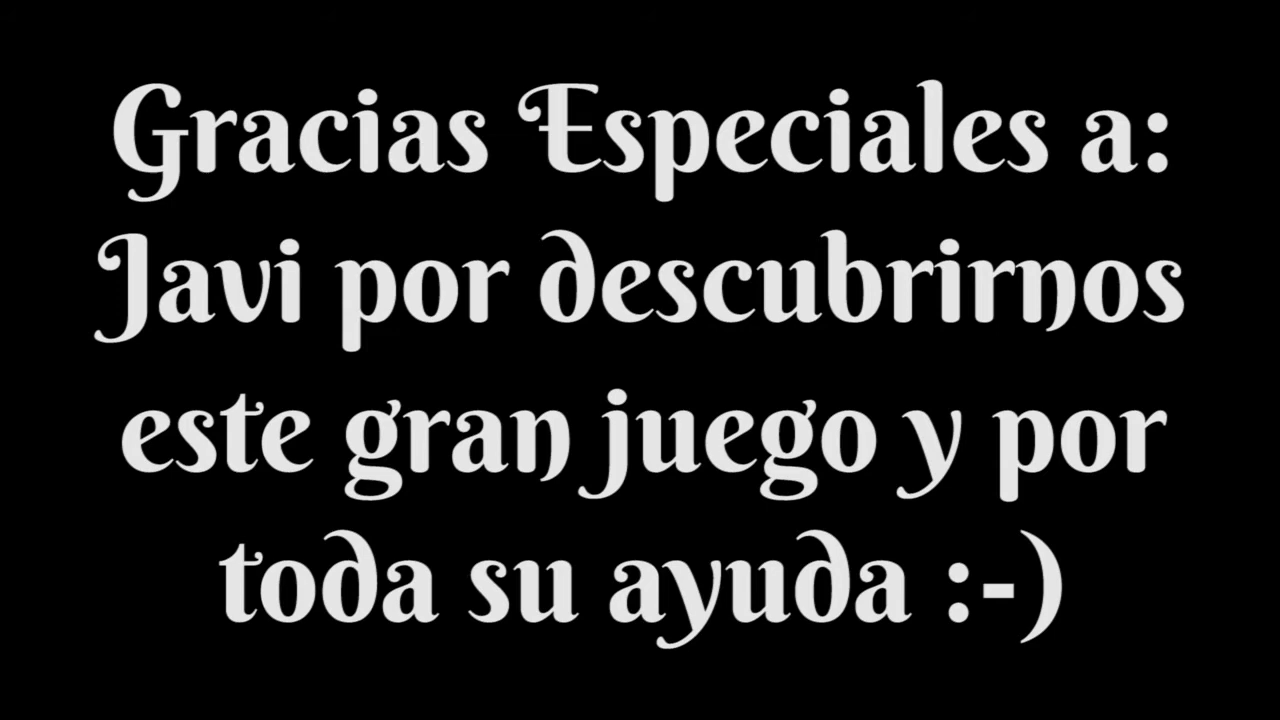 Gracias Especiales a:
Javi por descubrirnos
este gran juego y por
toda su ayuda :-)